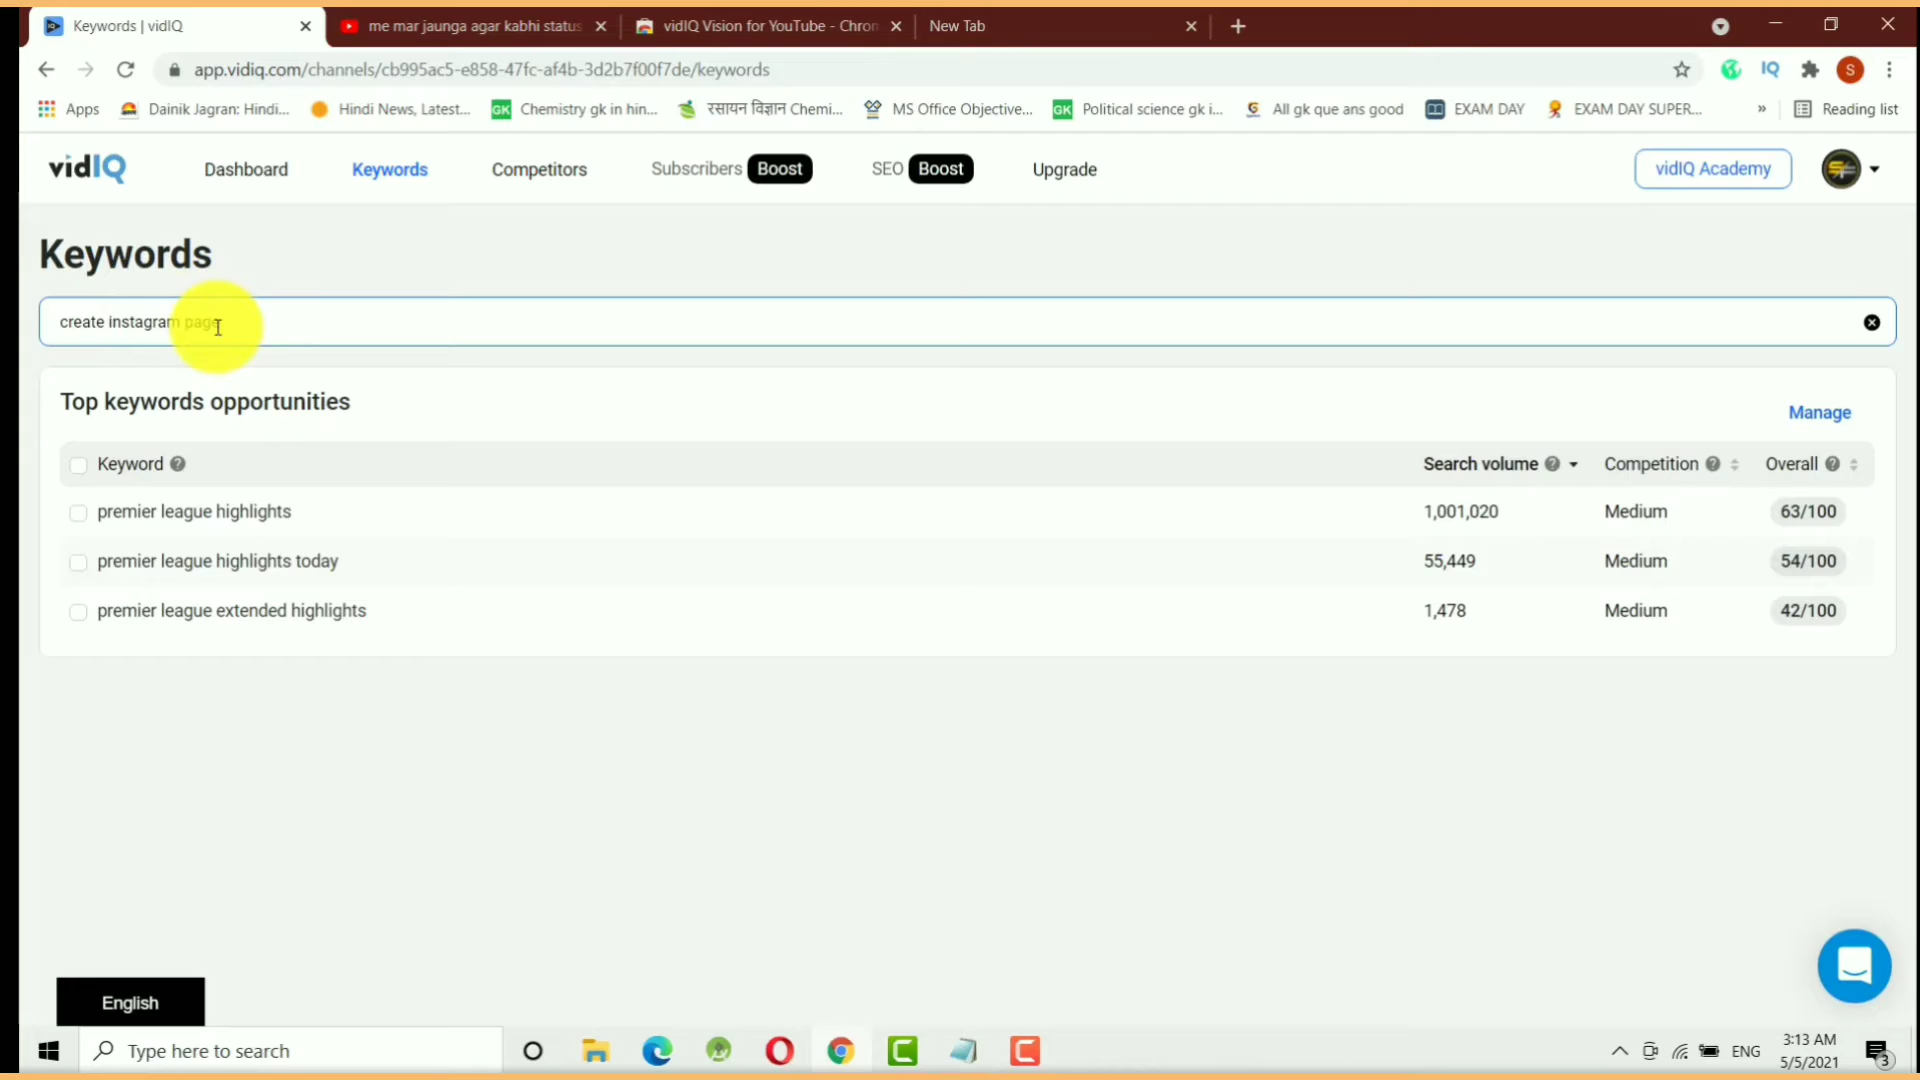 Keywords | vidIQ
me mar jaunga agar kabhi status
vidIQ Vision for YouTube - Chron
New Tab
app.vidiq.com/channels/cb995ac5-e858-47fc-af4b-3d2b7f00f7de/keywords
IQ
S
Apps
Dainik Jagran: Hindi...
Hindi News, Latest...
GK Chemistry gk in hin...
रसायन विज्ञान Chemi...
MS Office Objective...
GK Political science gk i...
All gk que ans good
EXAM DAY
EXAM DAY SUPER...
»
Reading list
vidIQ
Dashboard
Keywords
Competitors
Subscribers Boost
SEO Boost
Upgrade
vidIQ Academy
Keywords
create instagram page
Top keywords opportunities
Manage
Keyword
Search volume
Competition
Overall
premier league highlights
1,001,020
Medium
63/100
premier league highlights today
55,449
Medium
54/100
premier league extended highlights
1,478
Medium
42/100
English
Type here to search
ENG
3:13 AM
5/5/2021
3